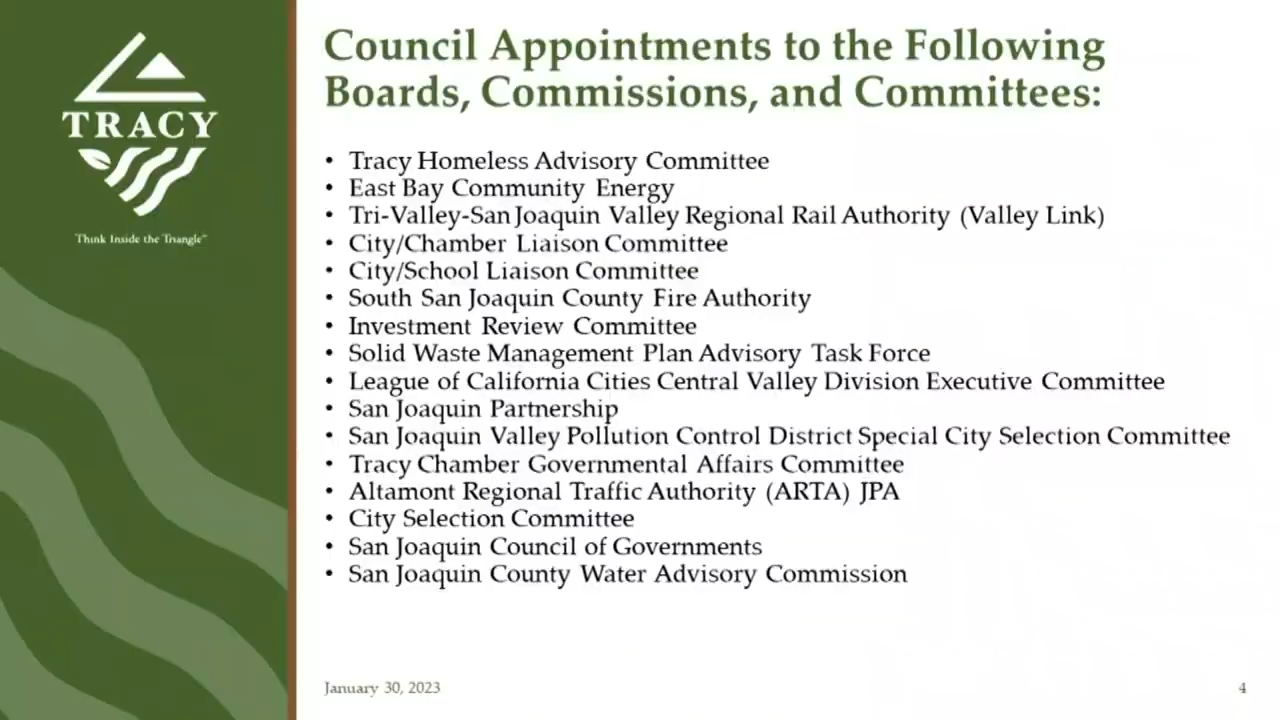 TRACY
Think Inside the Triangle™
Council Appointments to the Following
Boards, Commissions, and Committees:
• Tracy Homeless Advisory Committee
• East Bay Community Energy
• Tri-Valley-San Joaquin Valley Regional Rail Authority (Valley Link)
• City/Chamber Liaison Committee
• City/School Liaison Committee
• South San Joaquin County Fire Authority
• Investment Review Committee
• Solid Waste Management Plan Advisory Task Force
• League of California Cities Central Valley Division Executive Committee
• San Joaquin Partnership
• San Joaquin Valley Pollution Control District Special City Selection Committee
• Tracy Chamber Governmental Affairs Committee
• Altamont Regional Traffic Authority (ARTA) JPA
• City Selection Committee
• San Joaquin Council of Governments
• San Joaquin County Water Advisory Commission
January 30, 2023
4